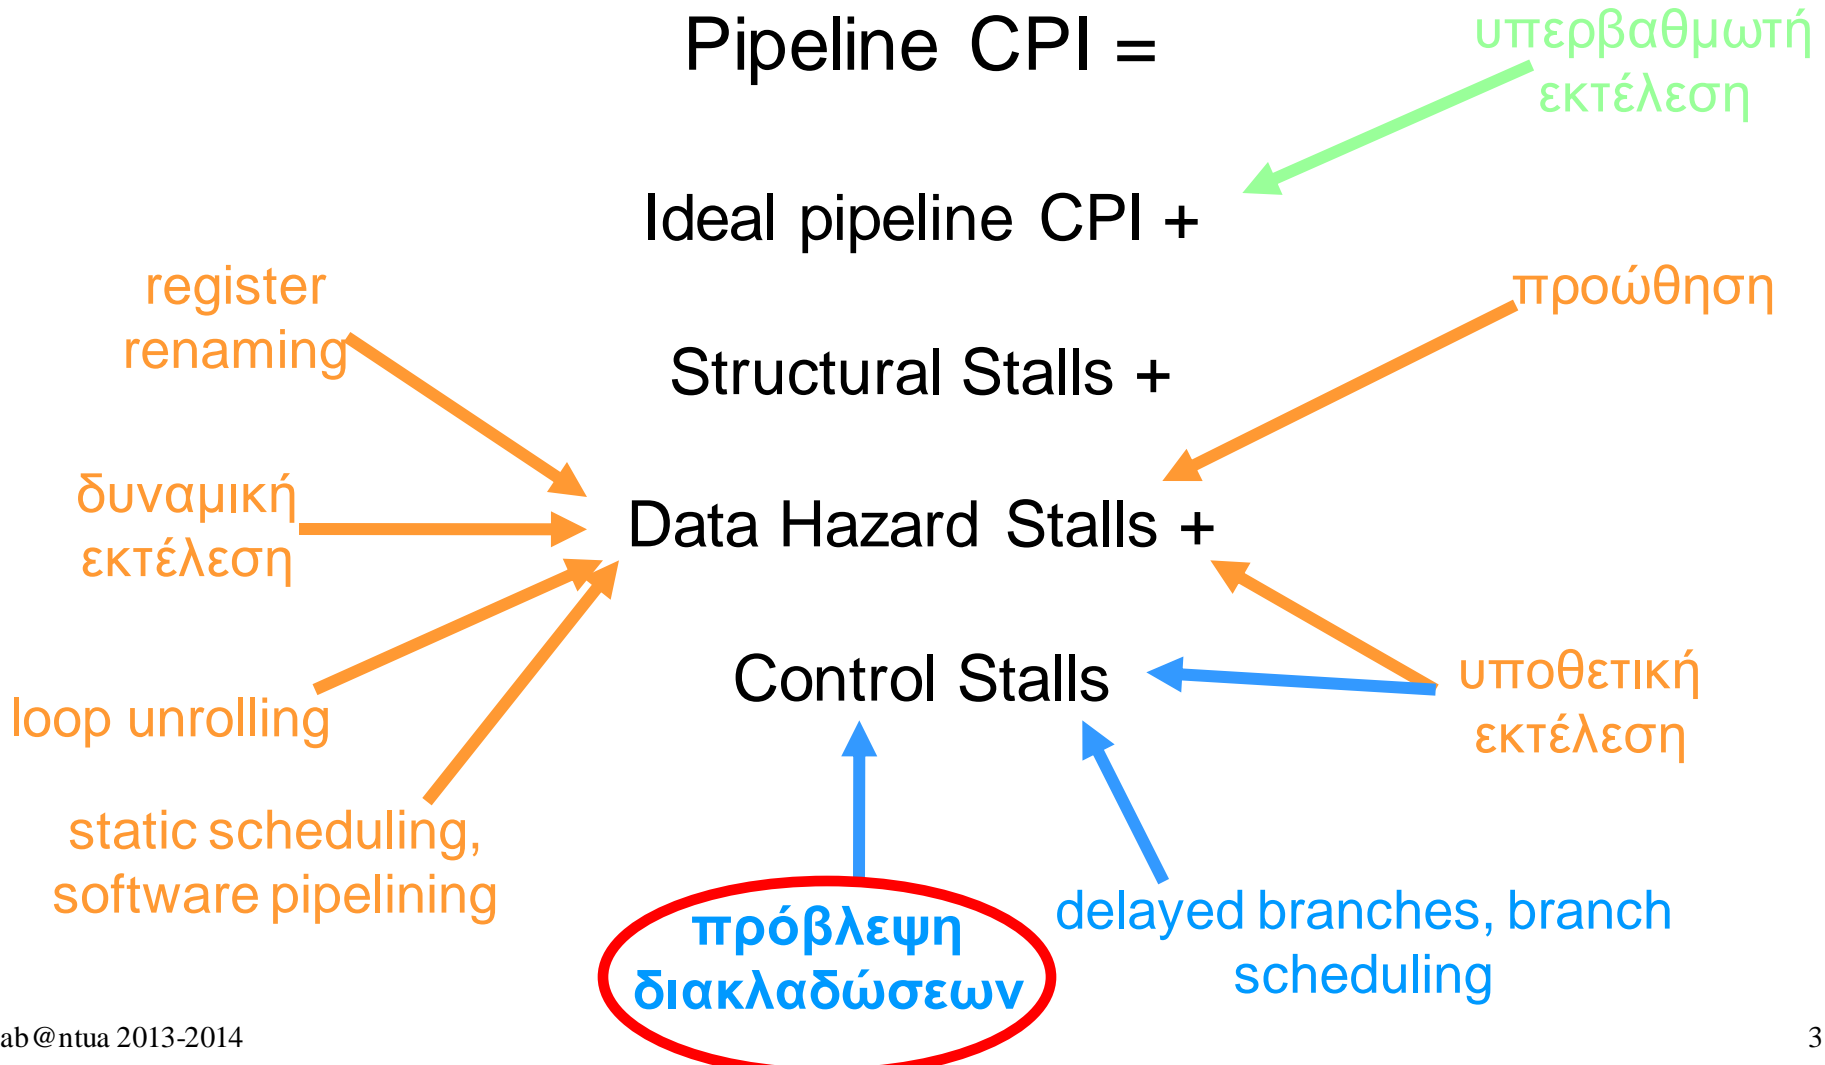 Pipeline CPI =
υπερβαθμωτή
εκτέλεση
Ideal pipeline CPI +
register
renaming
προώθηση
Structural Stalls +
δυναμική
εκτέλεση
Data Hazard Stalls +
loop unrolling
Control Stalls
υποθετική
εκτέλεση
static scheduling,
software pipelining
πρόβλεψη
διακλαδώσεων
delayed branches, branch
scheduling
ab@ntua 2013-2014
3